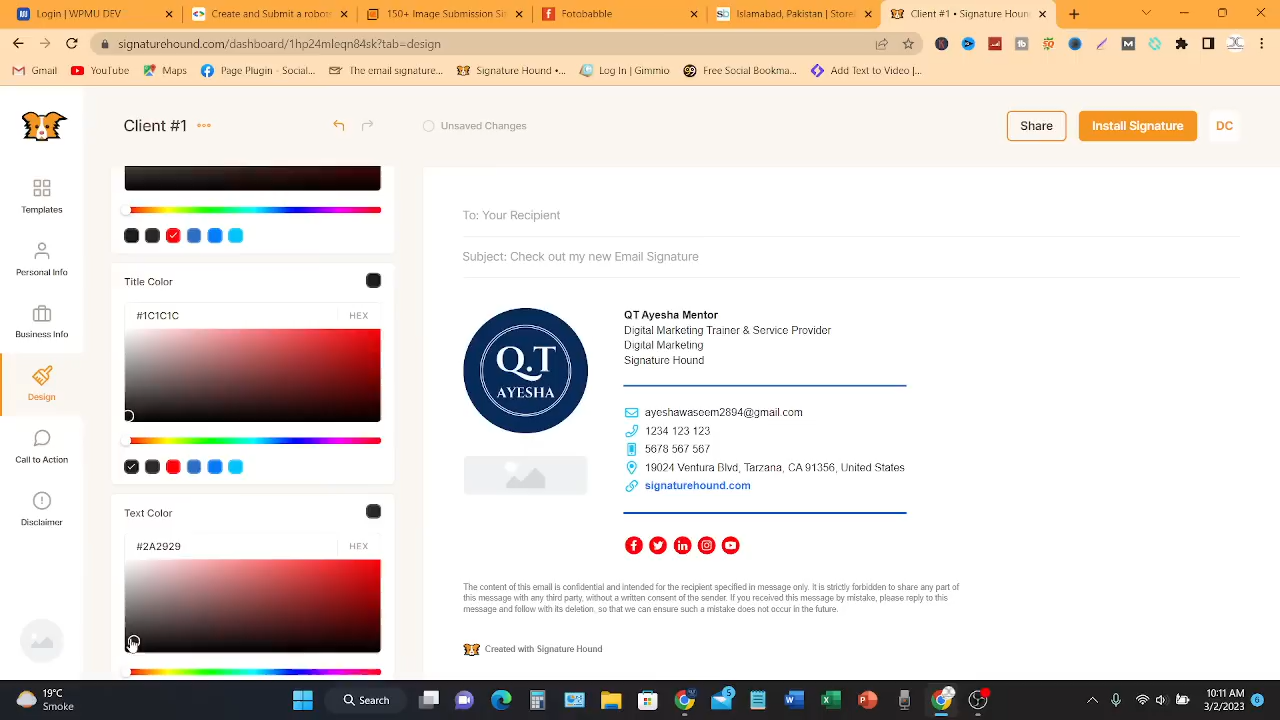 Login | WPMU DEV
Create and Submit a robot
150+ Image Submission Si
Fotobabble
Islamabad, Pakistan | Store
Client #1 • Signature Hound
signaturehound.com/dashboard/1hp24mleqn84sk?tab=design
Gmail
YouTube
Maps
Page Plugin - Social...
The email signature...
Signature Hound •...
Log In | Gimmio
Free Social Bookma...
Add Text to Video |...
Client #1
Unsaved Changes
Share
Install Signature
DC
Templates
Personal Info
Business Info
Design
Call to Action
Disclaimer
Title Color
#1C1C1C
HEX
Text Color
#2A2929
HEX
To: Your Recipient
Subject: Check out my new Email Signature
Q.T
AYESHA
QT Ayesha Mentor
Digital Marketing Trainer & Service Provider
Digital Marketing
Signature Hound
ayeshawaseem2894@gmail.com
1234 123 123
5678 567 567
19024 Ventura Blvd, Tarzana, CA 91356, United States
signaturehound.com
The content of this email is confidential and intended for the recipient specified in message only. It is strictly forbidden to share any part of
this message with any third party, without a written consent of the sender. If you received this message by mistake, please reply to this
message and follow with its deletion, so that we can ensure such a mistake does not occur in the future.
Created with Signature Hound
19°C
Smoke
Search
5
10:11 AM
3/2/2023
6